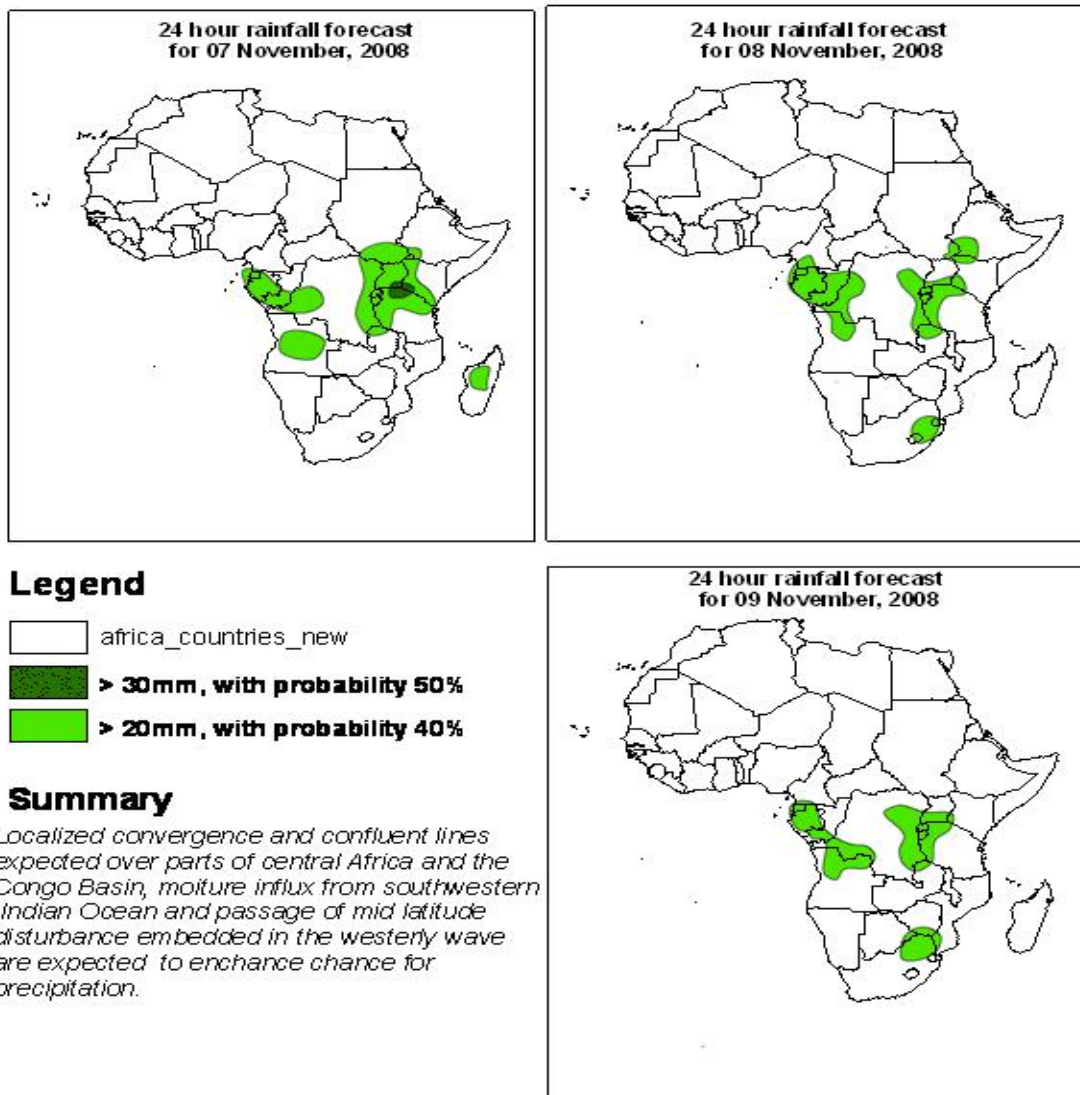 24 hour rainfall forecast
for 07 November, 2008
24 hour rainfall forecast
for 08 November, 2008
Legend
africa_countries_new
> 30mm, with probability 50%
> 20mm, with probability 40%
Summary
Localized convergence and confluent lines
expected over parts of central Africa and the
Congo Basin, moiture influx from southwestern
Indian Ocean and passage of mid latitude
disturbance embedded in the westerly wave
are expected to enchance chance for
precipitation.
24 hour rainfall forecast
for 09 November, 2008